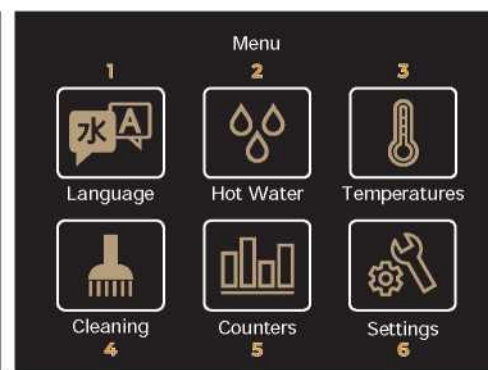 Menu
1 2 3
水 A
Language Hot Water Temperatures
Cleaning Counters Settings
4 5 6